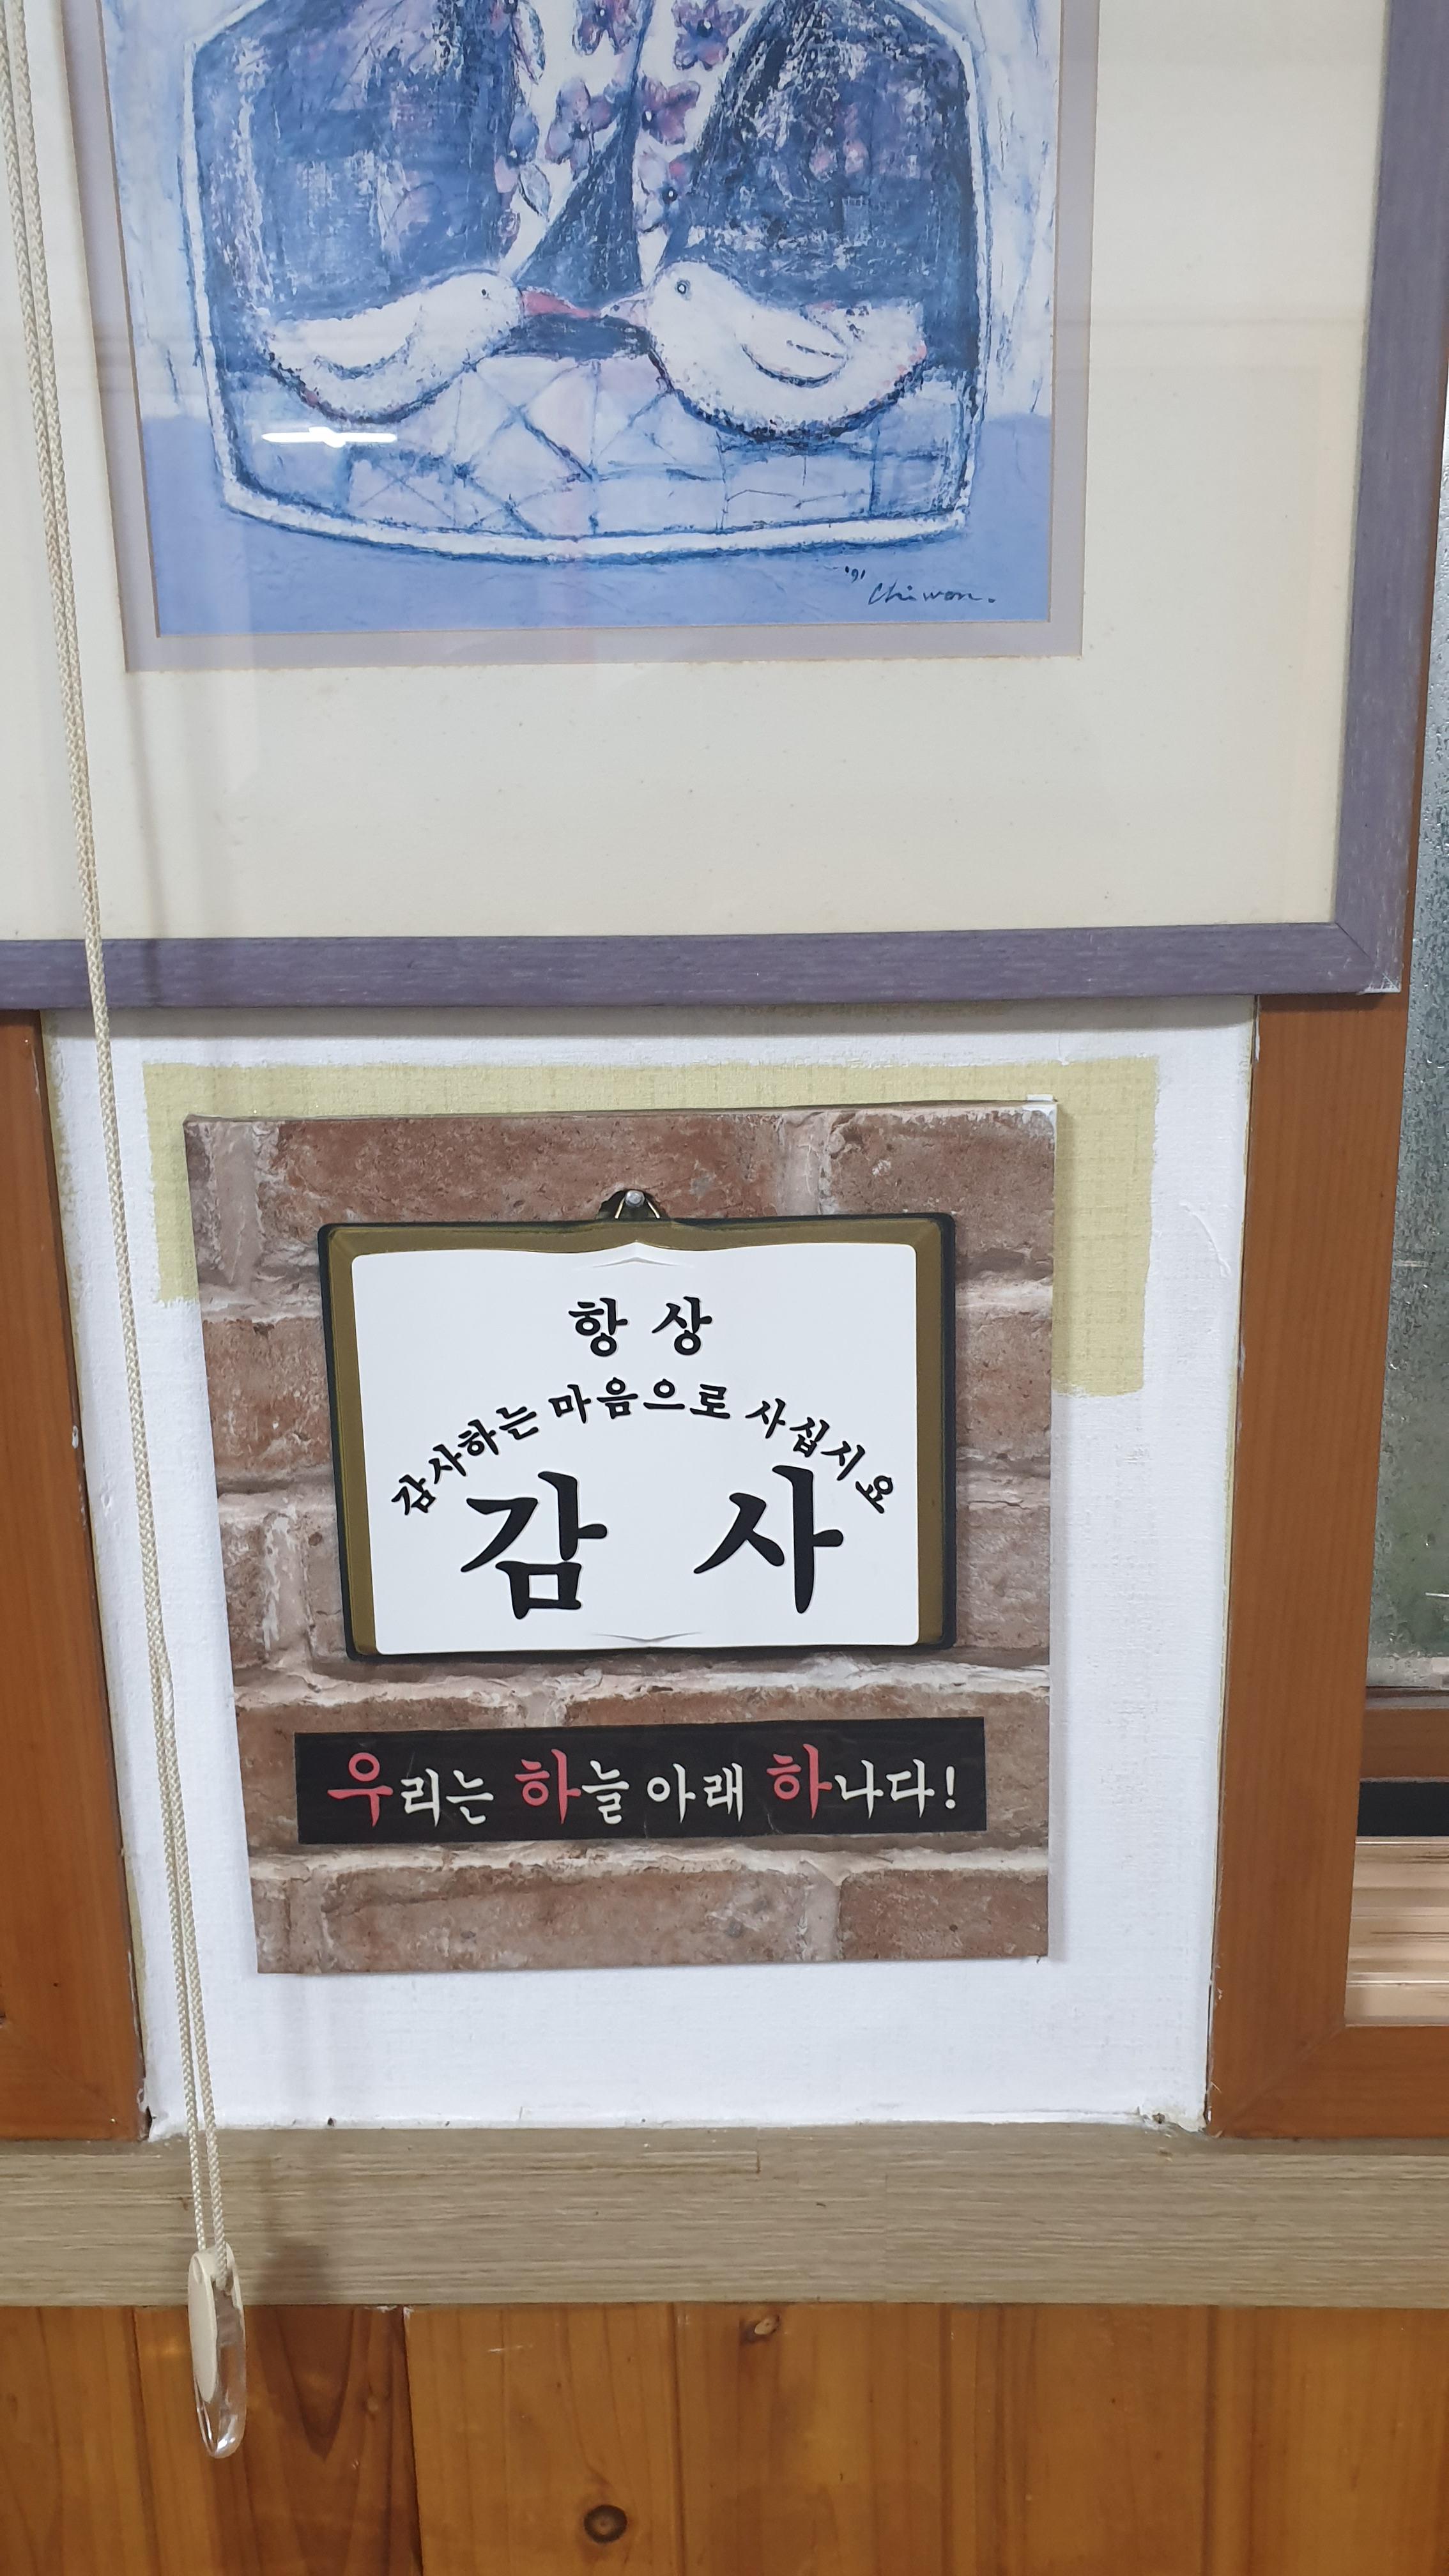 '91 Chiwon.
항 상
감사하는 마음으로 사십시요
감 사
우리는 하늘 아래 하나다!